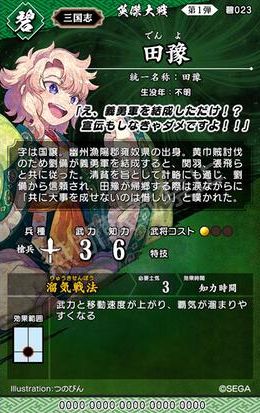 碧
三国志
英傑大戦
第1弾
碧023
でん よ
田豫
統一名称：田豫
生没年：不明
「え、義勇軍を結成しただけ！？
宣伝もしなきゃダメですよ！！」
字は国譲。幽州漁陽郡雍奴県の出身。黄巾賊討伐
のため劉備が義勇軍を結成すると、関羽、張飛ら
と共に従った。清貧を旨として計略にも通じ、劉
備から信頼され、田豫が帰郷する際は涙ながらに
「共に大事を成せないのは惜しい」と嘆かれた。
兵種 武力 知力 武将コスト
槍兵 3 6 特技
りゅうきせんぽう 必要士気 効果時間
溜気戦法 3 知力時間
効果範囲
武力と移動速度が上がり、覇気が溜まりや
すくなる
Illustration:つのぴん
©SEGA
0000-0000-0000-0000-0000